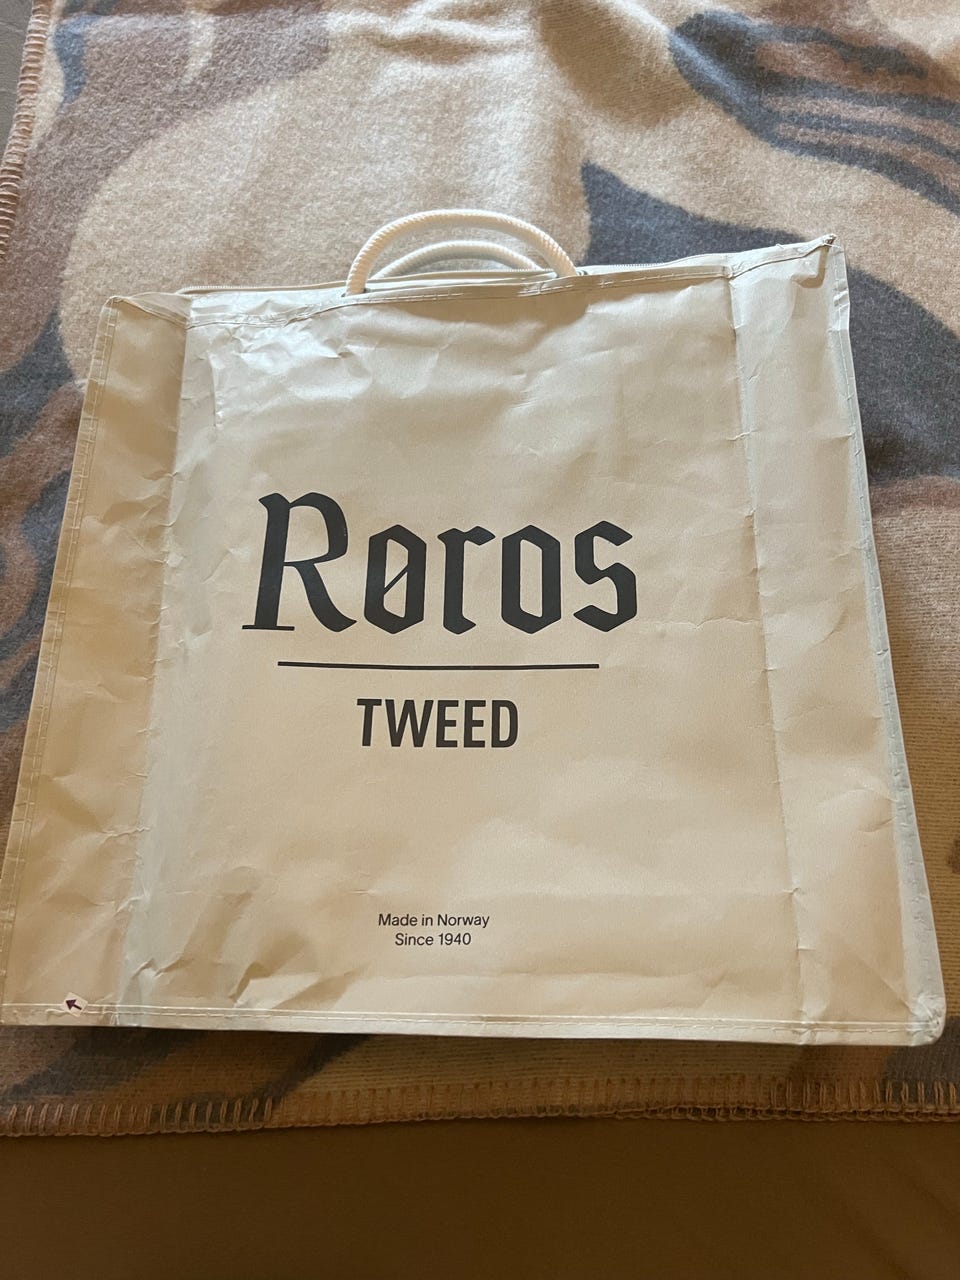 Røros
TWEED
Made in Norway
Since 1940